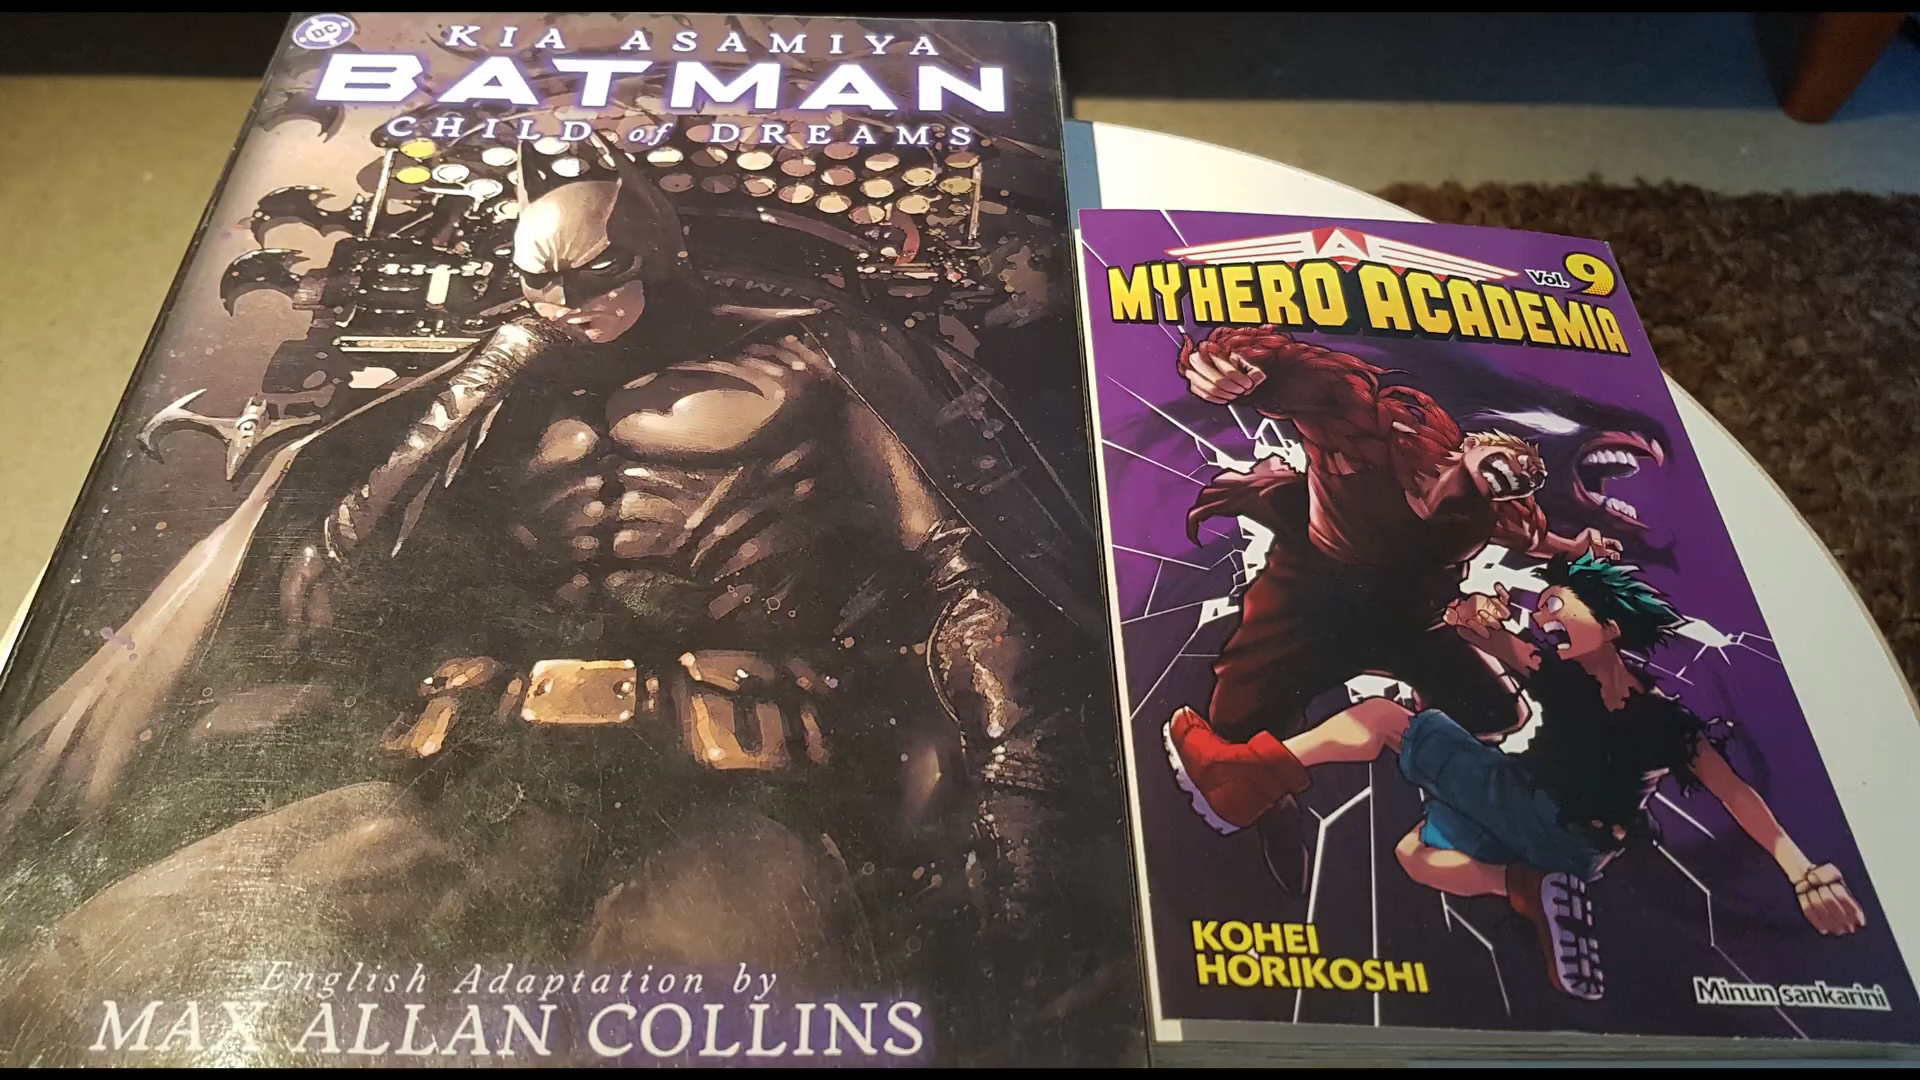 DC
KIA ASAMIYA
BATMAN
CHILD of DREAMS
English Adaptation by
MAX ALLAN COLLINS
A
MY HERO ACADEMIA
Vol. 9
KOHEI
HORIKOSHI
Minun sankarini